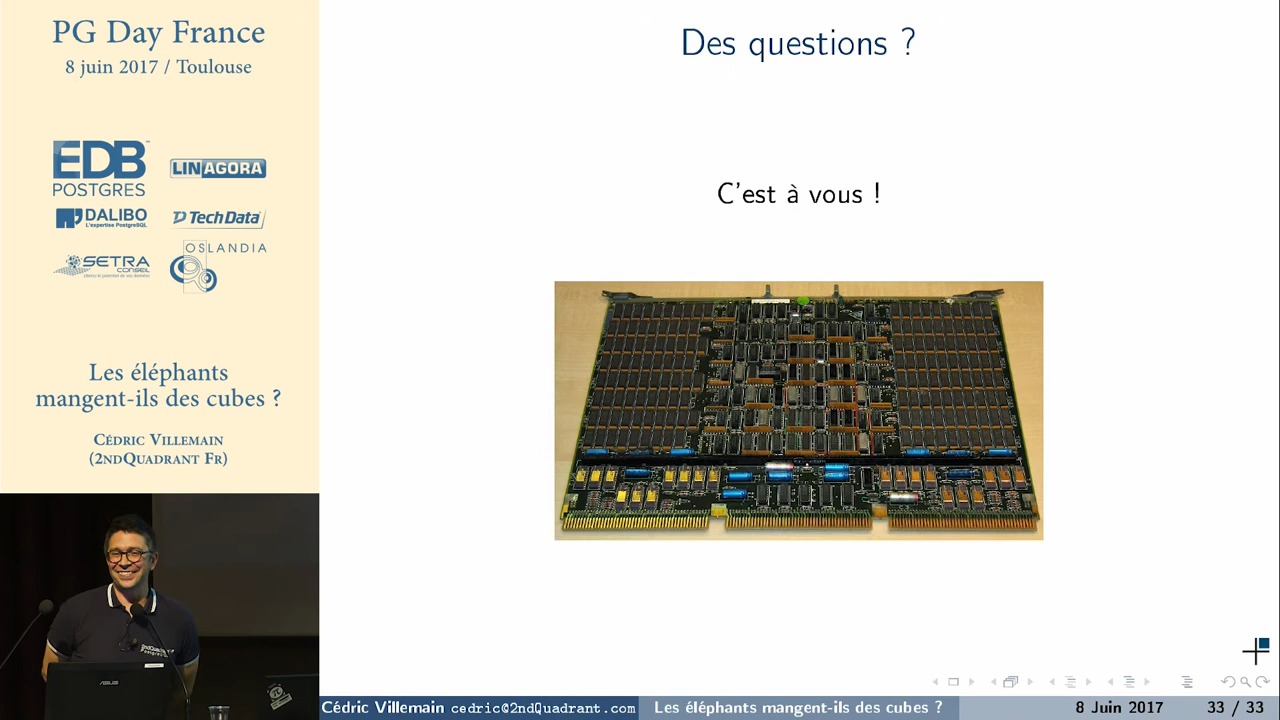 PG Day France
8 juin 2017 / Toulouse
EDB
POSTGRES
LINAGORA
DALIBO
L'expertise PostgreSQL
Tech Data
SETRA
CONSEIL
OSLANDIA
Les éléphants
mangent-ils des cubes ?
Cédric Villemain
(2ndQuadrant Fr)
ASUS
Des questions ?
C'est à vous !
Cédric Villemain cedric@2ndQuadrant.com
Les éléphants mangent-ils des cubes ?
8 Juin 2017
33 / 33